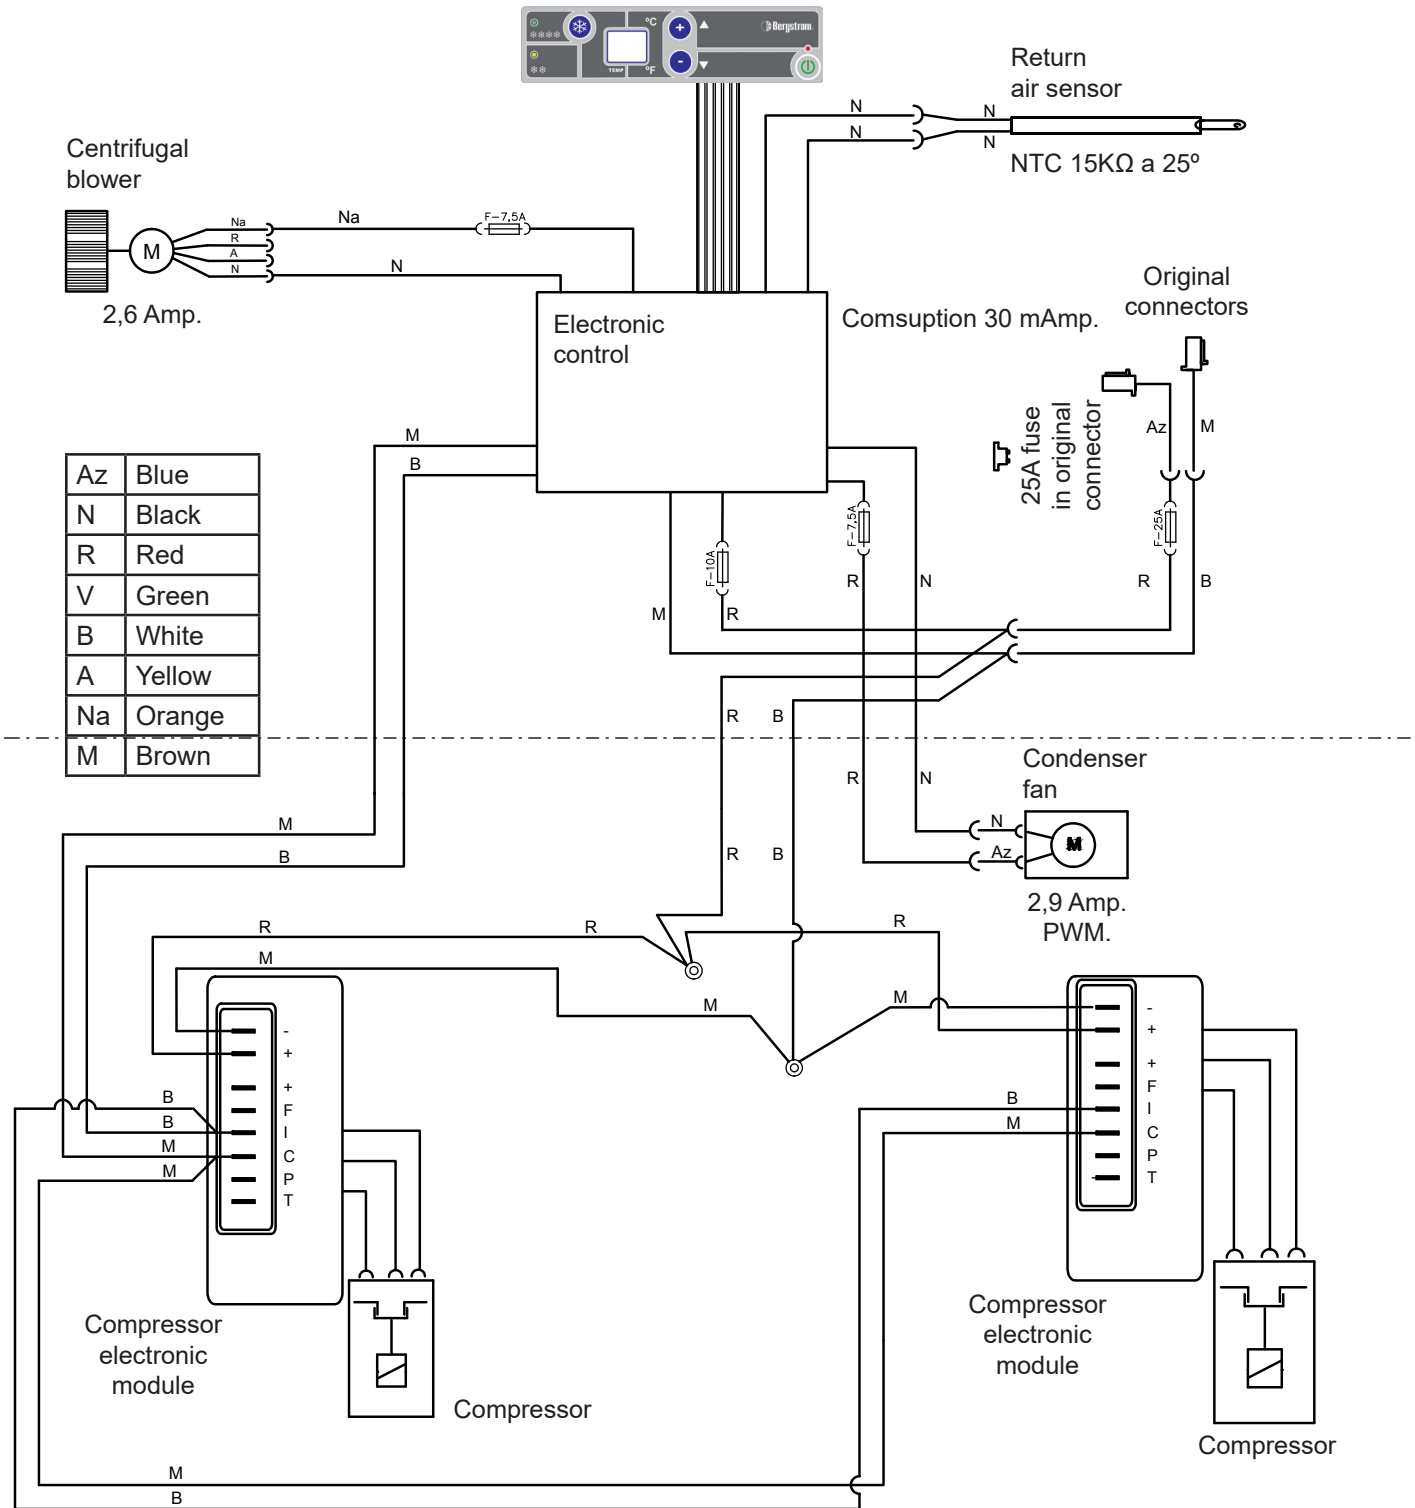 °C
+
Bergstrom
❄❄❄❄
❄❄
TEMP
°F
-
Return
air sensor
N
N
N
N
NTC 15KΩ a 25º
Centrifugal
blower
M
Na
R
A
N
Na
F-7,5A
N
2,6 Amp.
Electronic
control
Comsuption 30 mAmp.
Original
connectors
25A fuse
in original
connector
Az
M
M
B
F-10A
F-7,5A
F-25A
R
N
R
B
M
R
Az Blue
N Black
R Red
V Green
B White
A Yellow
Na Orange
M Brown
R
B
R
N
Condenser
fan
N
Az
M
2,9 Amp.
PWM.
M
B
R
B
R
R
M
R
M
M
-
+
+
F
I
C
P
T
B
B
M
M
-
+
+
F
I
C
P
T
B
M
Compressor
electronic
module
Compressor
Compressor
electronic
module
Compressor
M
B